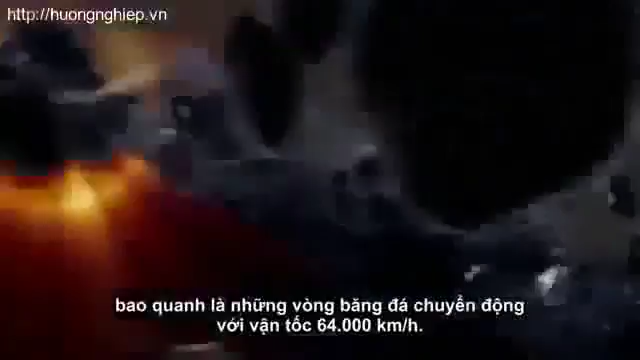 http://huongnghiep.vn
bao quanh là những vòng băng đá chuyển động
với vận tốc 64.000 km/h.